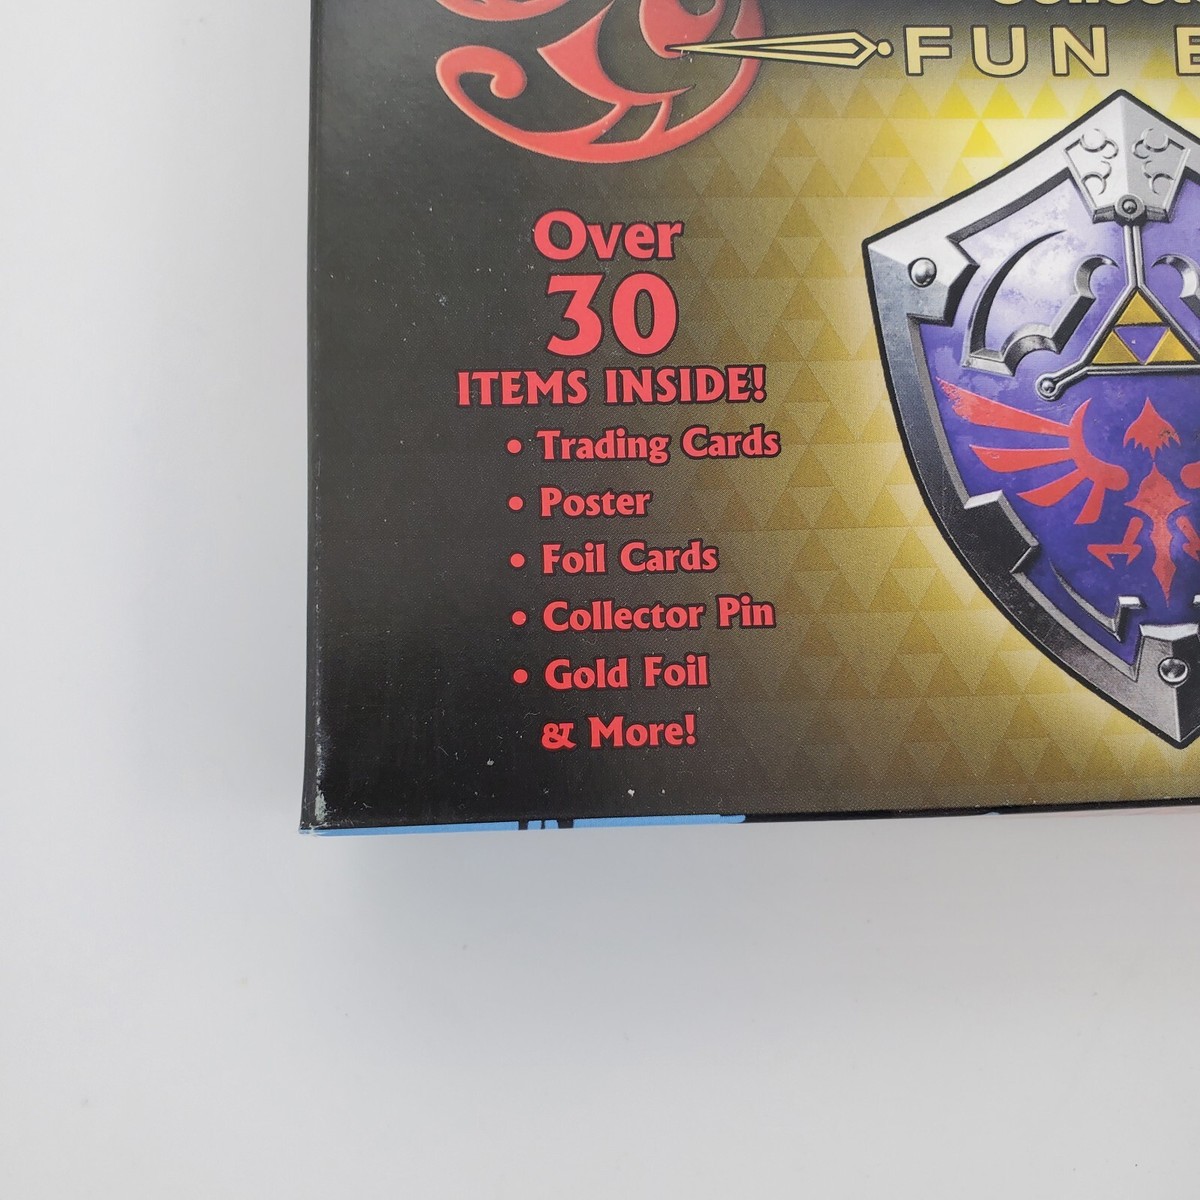 FUN
Over
30
ITEMS INSIDE!
• Trading Cards
• Poster
• Foil Cards
• Collector Pin
• Gold Foil
& More!